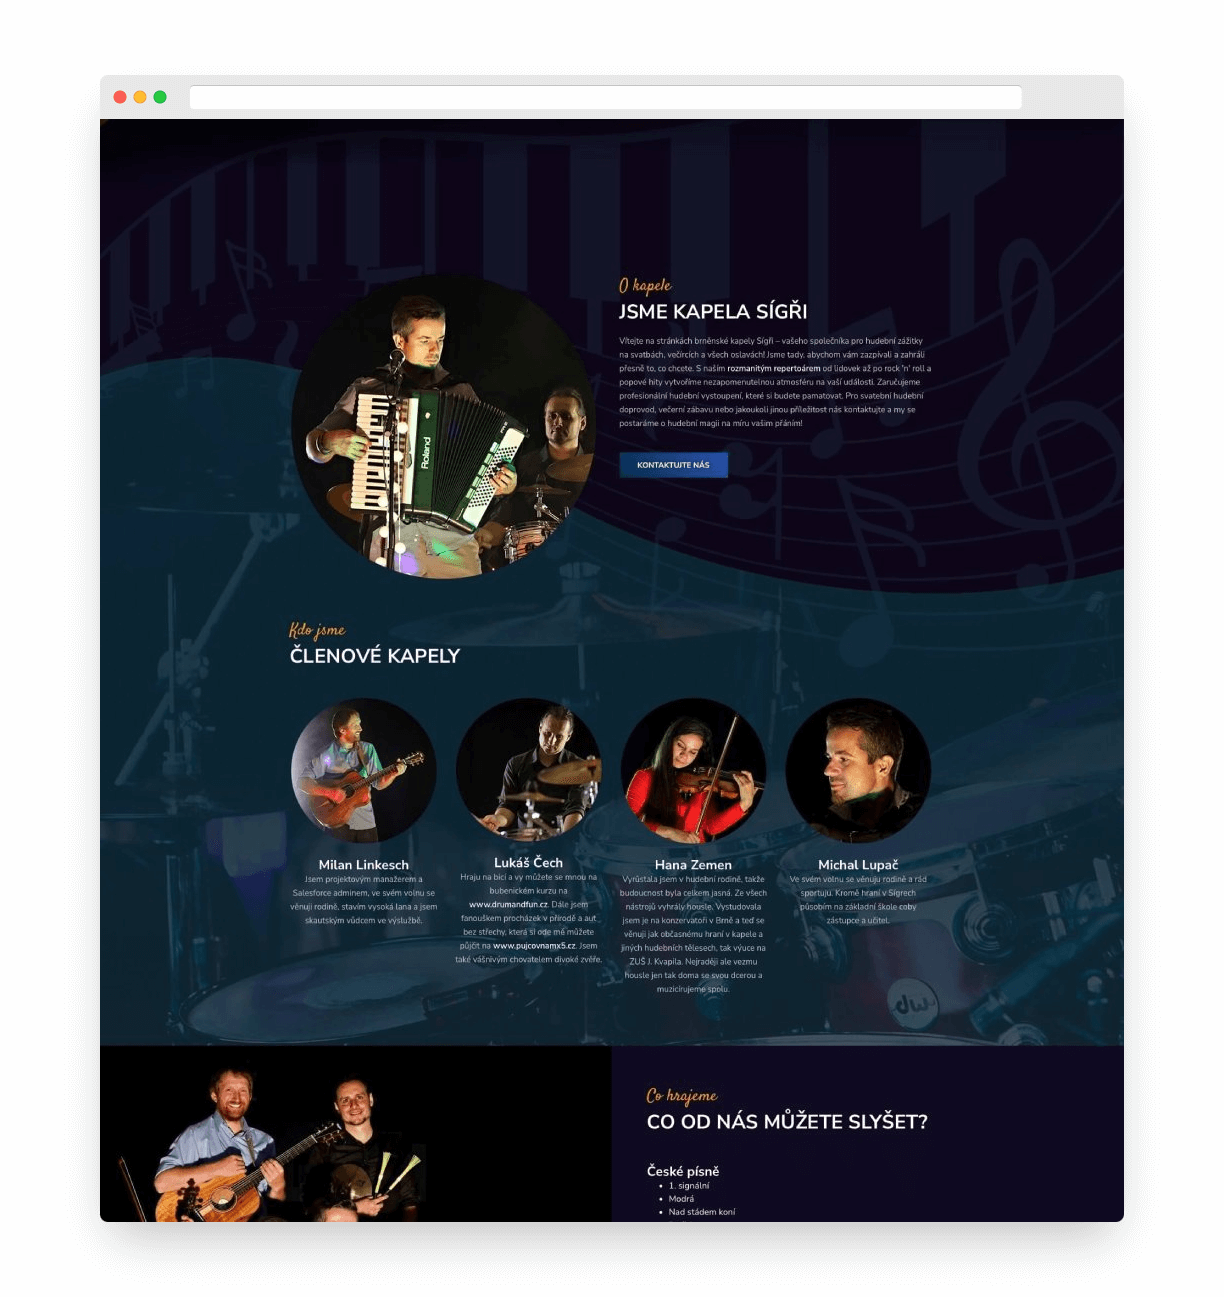 O kapele
JSME KAPELA SÍGŘI
Vítejte na stránkách brněnské kapely Sígři – vašeho společníka pro hudební zážitky
na svatbách, večírcích a všech oslavách! Jsme tady, abychom vám zazpívali a zahráli
přesně to, co chcete. S naším rozmanitým repertoárem od lidovek až po rock 'n' roll a
popové hity vytvoříme nezapomenutelnou atmosféru na vaší události. Zaručujeme
profesionální hudební vystoupení, které si budete pamatovat. Pro svatební hudební
doprovod, večerní zábavu nebo jakoukoli jinou příležitost nás kontaktujte a my se
postaráme o hudební magii na míru vašim přáním!
KONTAKTUJTE NÁS
Roland
Kdo jsme
ČLENOVÉ KAPELY
Milan Linkesch
Jsem projektovým manažerem a
Salesforce adminem, ve svém volnu se
věnuji rodině, stavím vysoká lana a jsem
skautským vůdcem ve výslužbě.
Lukáš Čech
Hraju na bicí a vy můžete se mnou na
bubenickém kurzu na
www.drumandfun.cz. Dále jsem
fanouškem procházek v přírodě a aut
bez střechy, která si ode mě můžete
půjčit na www.pujcovnamx5.cz. Jsem
také vášnivým chovatelem divoké zvěře.
Hana Zemen
Vyrůstala jsem v hudební rodině, takže
budoucnost byla celkem jasná. Ze všech
nástrojů vyhrály housle. Vystudovala
jsem je na konzervatoři v Brně a teď se
věnuji jak občasnému hraní v kapele a
jiných hudebních tělesech, tak výuce na
ZUŠ J. Kvapila. Nejraději ale vezmu
housle jen tak doma se svou dcerou a
muzicírujeme spolu.
Michal Lupač
Ve svém volnu se věnuju rodině a rád
sportuji. Kromě hraní v Sígrech
působím na základní škole coby
zástupce a učitel.
dw
Co hrajeme
CO OD NÁS MŮŽETE SLYŠET?
České písně
• 1. signální
• Modrá
• Nad stádem koní